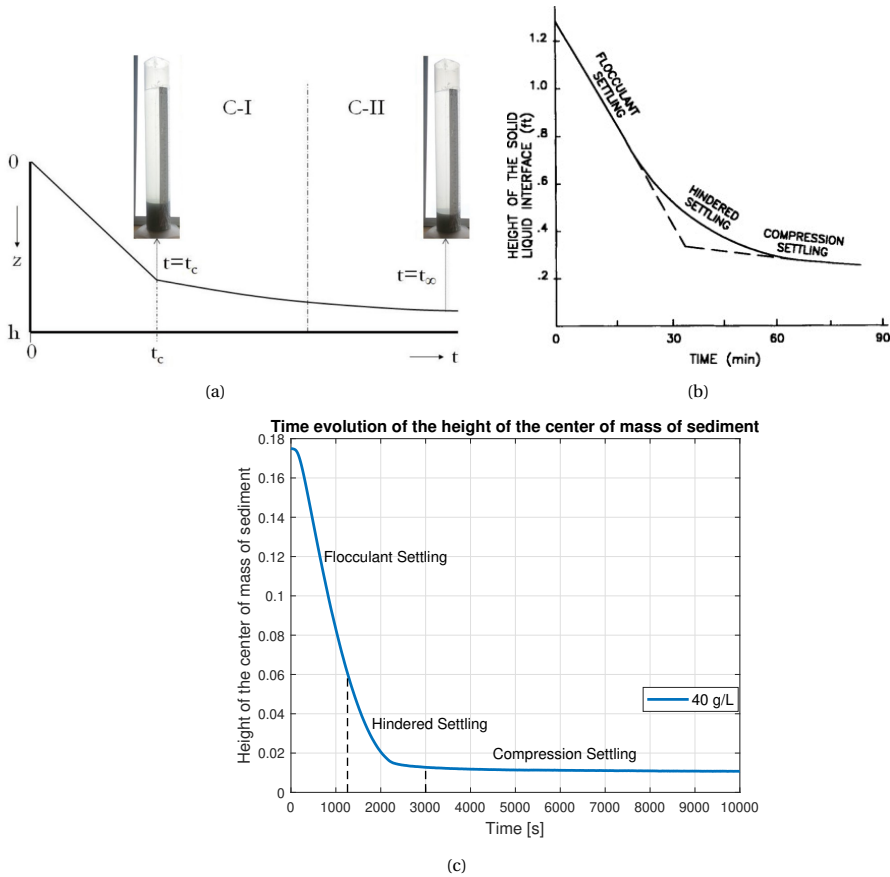 C-I
C-II
0
z
t=t_c
t=t_∞
h
0
t_c
t
(a)
HEIGHT OF THE SOLID
LIQUID INTERFACE (ft)
1.2
1.0
.8
.6
.4
.2
FLOCCULANT
SETTLING
HINDERED
SETTLING
COMPRESSION
SETTLING
0
30
60
90
TIME (min)
(b)
Time evolution of the height of the center of mass of sediment
Height of the center of mass of sediment
0.18
0.16
0.14
0.12
0.1
0.08
0.06
0.04
0.02
0
Flocculant Settling
Hindered Settling
Compression Settling
40 g/L
0
1000
2000
3000
4000
5000
6000
7000
8000
9000
10000
Time [s]
(c)